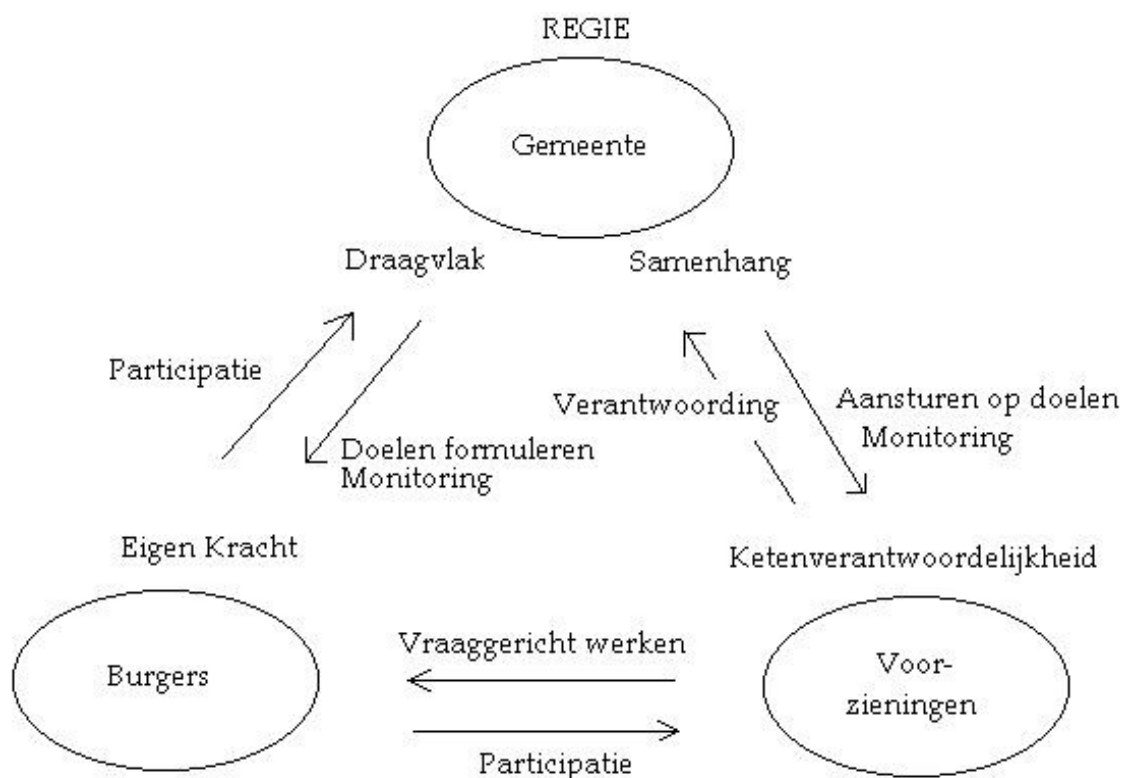 REGIE
Gemeente
Draagvlak
Samenhang
Participatie
Verantwoording
Aansturen op doelen
Monitoring
Doelen formuleren
Monitoring
Eigen Kracht
Ketenverantwoordelijkheid
Vraaggericht werken
Burgers
Voor-
zieningen
Participatie